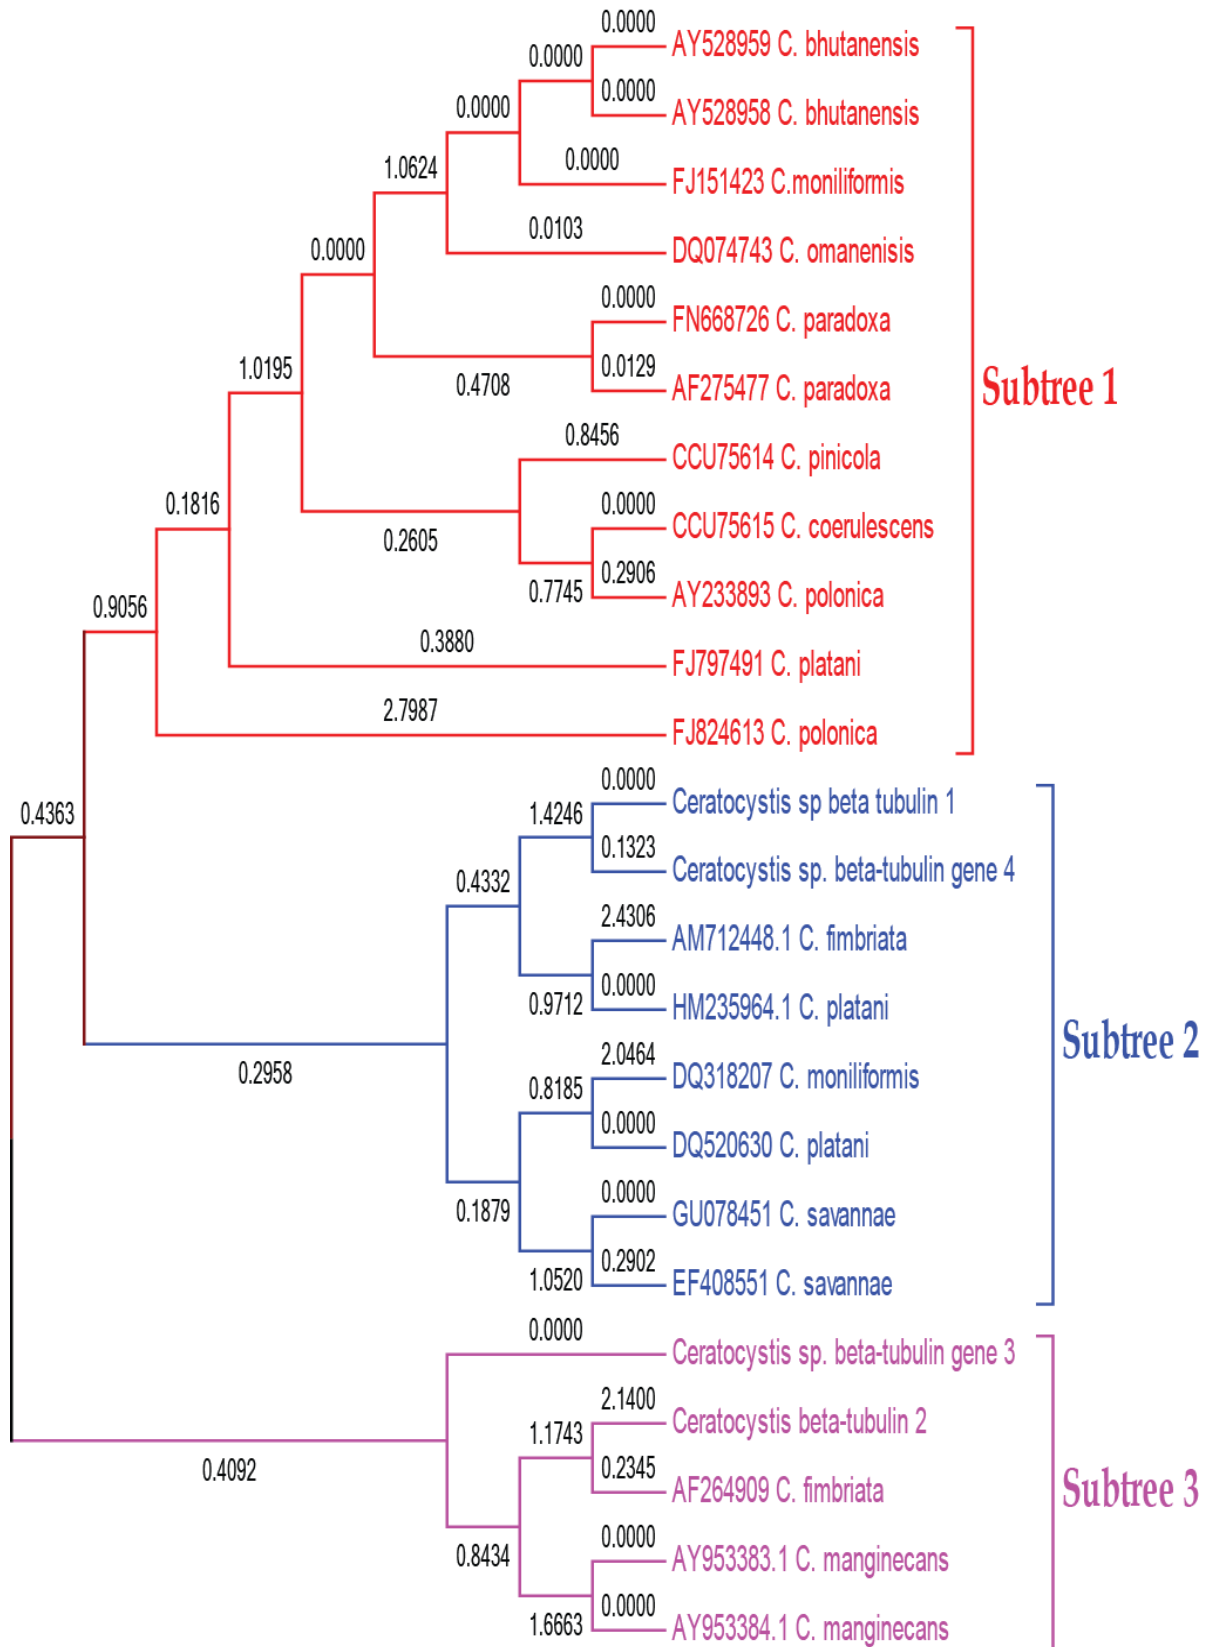 0.0000
AY528959 C. bhutanensis
0.0000
0.0000
AY528958 C. bhutanensis
0.0000
0.0000
FJ151423 C.moniliformis
1.0624
0.0103
DQ074743 C. omanenisis
0.0000
0.0000
FN668726 C. paradoxa
0.0129
AF275477 C. paradoxa
0.4708
1.0195
Subtree 1
0.8456
CCU75614 C. pinicola
0.0000
CCU75615 C. coerulescens
0.1816
0.2605
0.2906
0.7745
AY233893 C. polonica
0.9056
0.3880
FJ797491 C. platani
2.7987
FJ824613 C. polonica
0.0000
Ceratocystis sp beta tubulin 1
0.4363
1.4246
0.1323
Ceratocystis sp. beta-tubulin gene 4
0.4332
2.4306
AM712448.1 C. fimbriata
0.0000
0.9712
HM235964.1 C. platani
Subtree 2
2.0464
0.2958
DQ318207 C. moniliformis
0.8185
0.0000
DQ520630 C. platani
0.0000
0.1879
GU078451 C. savannae
0.2902
1.0520
EF408551 C. savannae
0.0000
Ceratocystis sp. beta-tubulin gene 3
2.1400
Ceratocystis beta-tubulin 2
1.1743
0.2345
0.4092
AF264909 C. fimbriata
Subtree 3
0.0000
0.8434
AY953383.1 C. manginecans
0.0000
1.6663
AY953384.1 C. manginecans